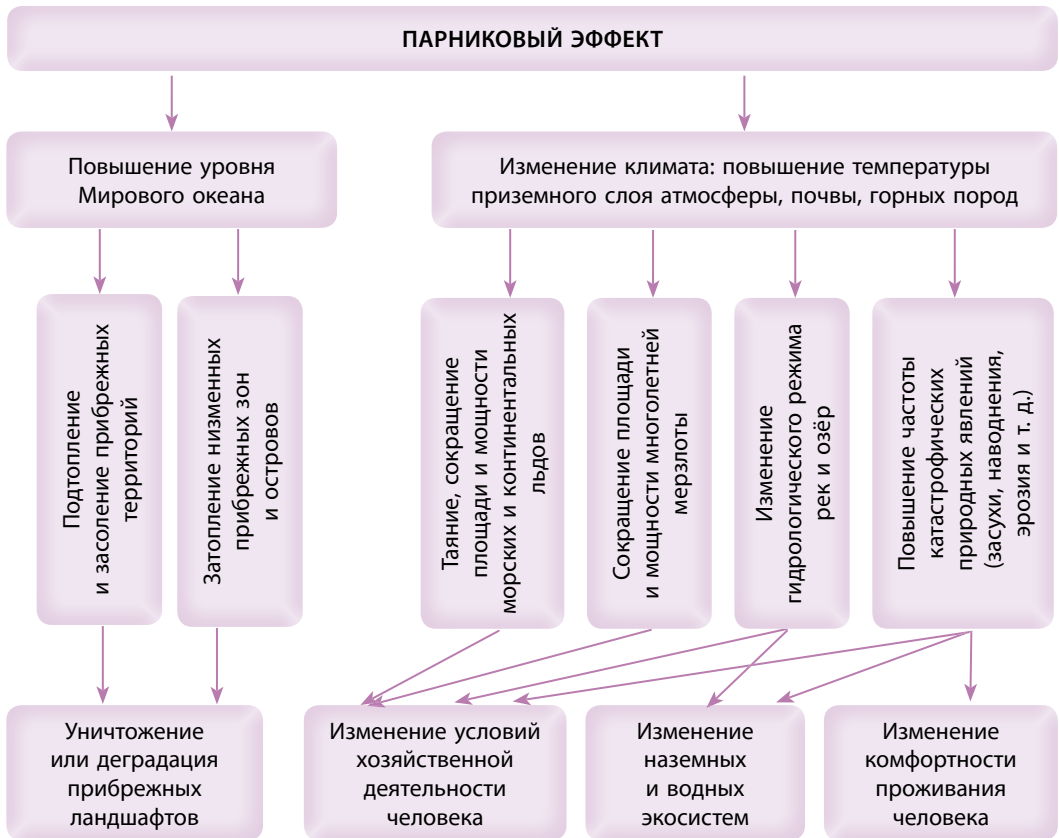 ПАРНИКОВЫЙ ЭФФЕКТ
Повышение уровня
Мирового океана
Изменение климата: повышение температуры
приземного слоя атмосферы, почвы, горных пород
Подтопление
и засоление прибрежных
территорий
Затопление низменных
прибрежных зон
и островов
Таяние, сокращение
площади и мощности
морских и континентальных
льдов
Сокращение площади
и мощности многолетней
мерзлоты
Изменение
гидрологического режима
рек и озёр
Повышение частоты
катастрофических
природных явлений
(засухи, наводнения,
эрозия и т. д.)
Уничтожение
или деградация
прибрежных
ландшафтов
Изменение условий
хозяйственной
деятельности
человека
Изменение
наземных
и водных
экосистем
Изменение
комфортности
проживания
человека